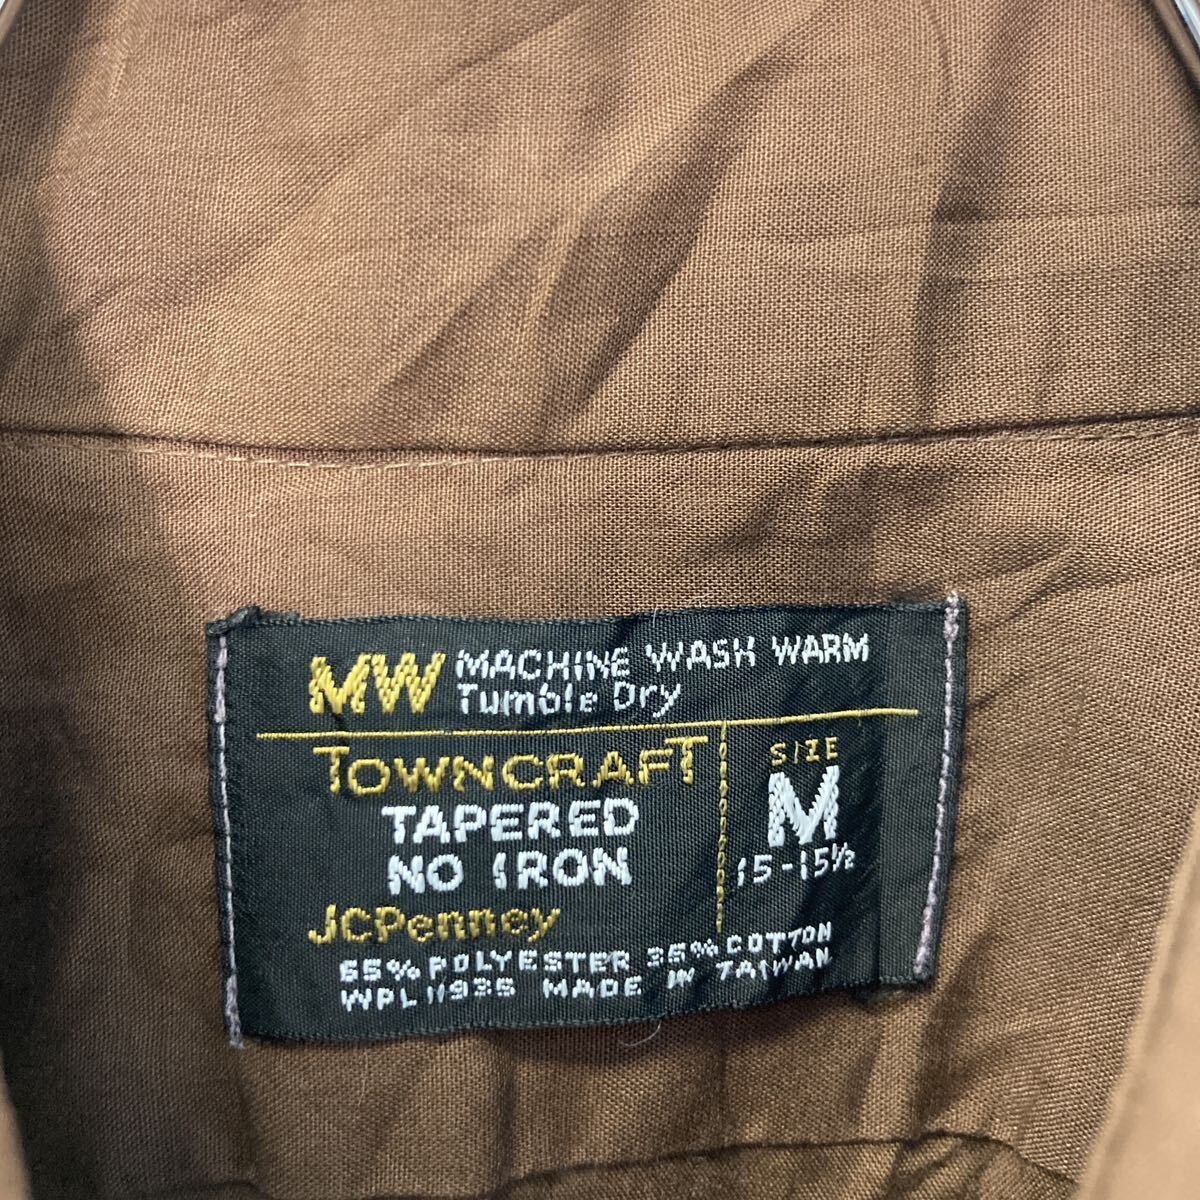 MW MACHINE WASH WARM
Tumble Dry
TOWNCRAFT
TAPERED
NO IRON
JCPenney
SIZE
M
15-15½
65% POLYESTER 35% COTTON
WPL 11935 MADE IN TAIWAN